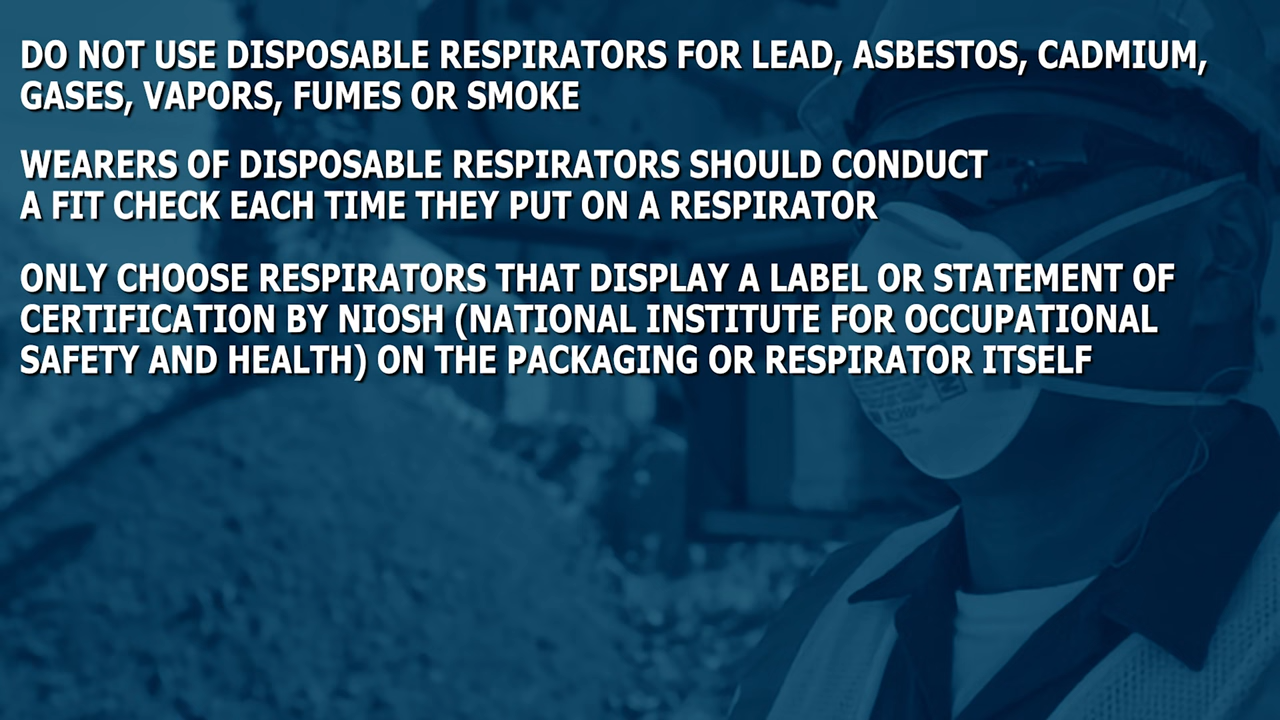 DO NOT USE DISPOSABLE RESPIRATORS FOR LEAD, ASBESTOS, CADMIUM,
GASES, VAPORS, FUMES OR SMOKE
WEARERS OF DISPOSABLE RESPIRATORS SHOULD CONDUCT
A FIT CHECK EACH TIME THEY PUT ON A RESPIRATOR
ONLY CHOOSE RESPIRATORS THAT DISPLAY A LABEL OR STATEMENT OF
CERTIFICATION BY NIOSH (NATIONAL INSTITUTE FOR OCCUPATIONAL
SAFETY AND HEALTH) ON THE PACKAGING OR RESPIRATOR ITSELF